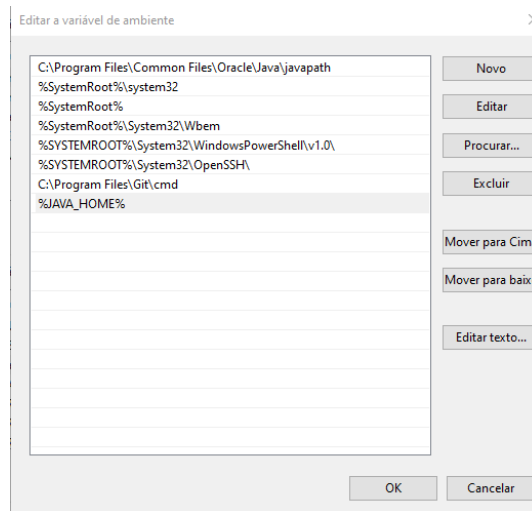 Editar a variável de ambiente
C:\Program Files\Common Files\Oracle\Java\javapath
%SystemRoot%\system32
%SystemRoot%
%SystemRoot%\System32\Wbem
%SYSTEMROOT%\System32\WindowsPowerShell\v1.0\
%SYSTEMROOT%\System32\OpenSSH\
C:\Program Files\Git\cmd
%JAVA_HOME%
Novo
Editar
Procurar...
Excluir
Mover para Cim
Mover para baix
Editar texto...
OK
Cancelar